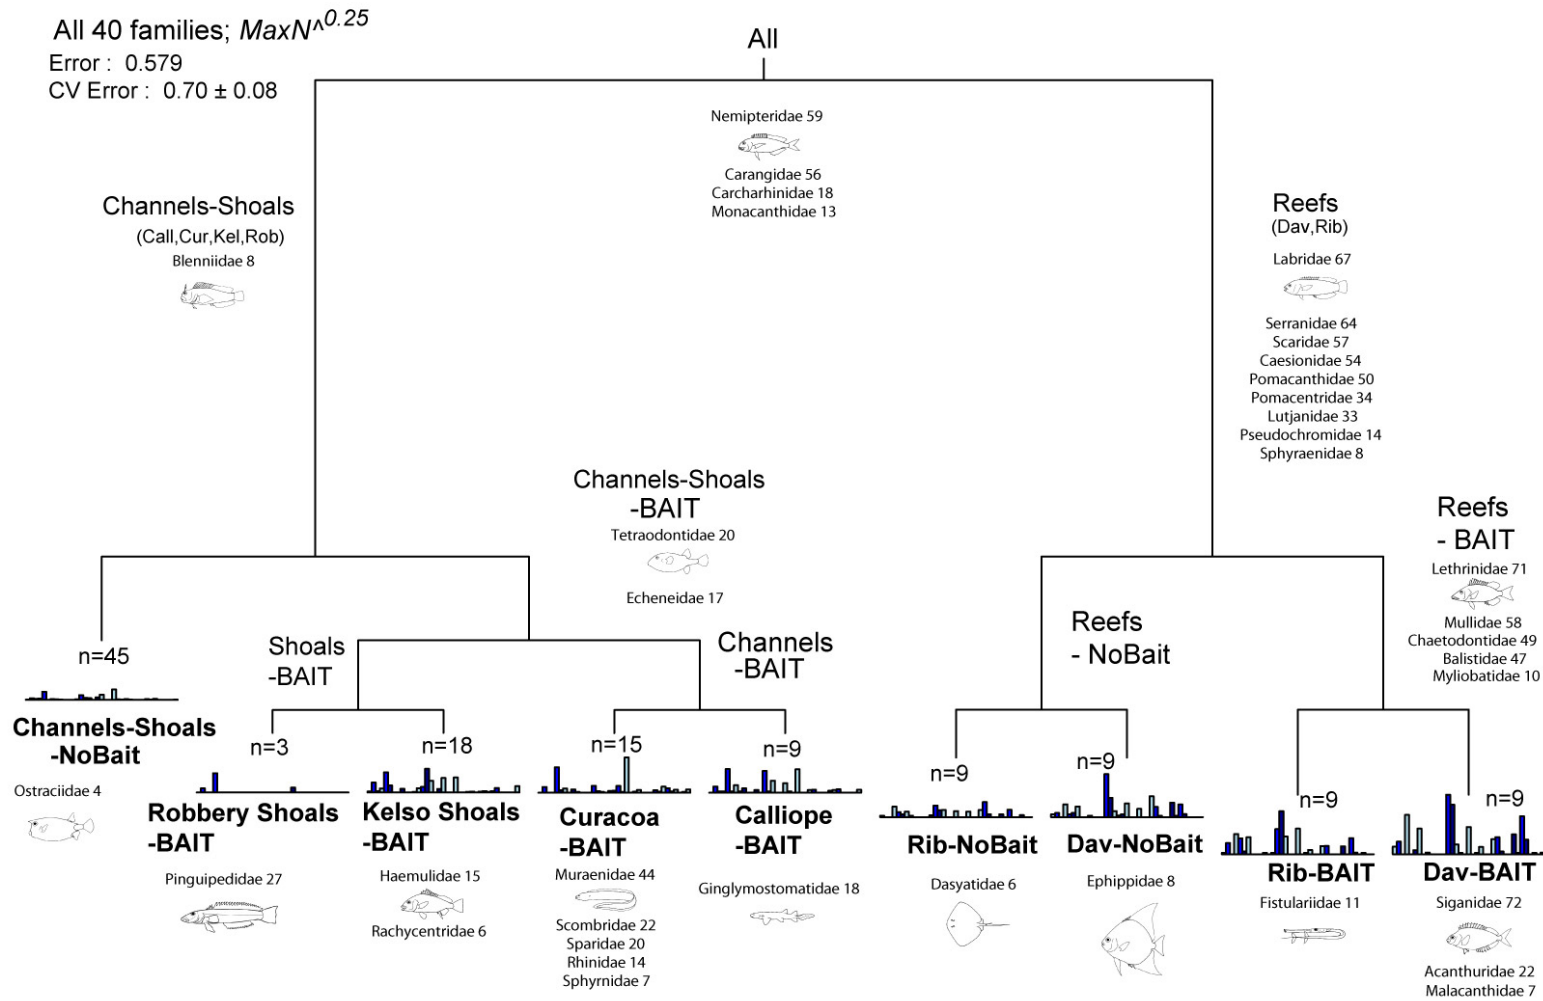 All 40 families; MaxN^0.25
Error : 0.579
CV Error : 0.70 ± 0.08
All
Nemipteridae 59
Carangidae 56
Carcharhinidae 18
Monacanthidae 13
Channels-Shoals
(Call,Cur,Kel,Rob)
Blenniidae 8
Reefs
(Dav,Rib)
Labridae 67
Serranidae 64
Scaridae 57
Caesionidae 54
Pomacanthidae 50
Pomacentridae 34
Lutjanidae 33
Pseudochromidae 14
Sphyraenidae 8
Channels-Shoals
-BAIT
Tetraodontidae 20
Echeneidae 17
Reefs
- BAIT
Lethrinidae 71
Mullidae 58
Chaetodontidae 49
Balistidae 47
Myliobatidae 10
Shoals
-BAIT
Channels
-BAIT
Reefs
- NoBait
n=45
Channels-Shoals
-NoBait
Ostraciidae 4
n=3
Robbery Shoals
-BAIT
Pinguipedidae 27
n=18
Kelso Shoals
-BAIT
Haemulidae 15
Rachycentridae 6
n=15
Curacoa
-BAIT
Muraenidae 44
Scombridae 22
Sparidae 20
Rhinidae 14
Sphyrnidae 7
n=9
Calliope
-BAIT
Ginglymostomatidae 18
n=9
Rib-NoBait
Dasyatidae 6
n=9
Dav-NoBait
Ephippidae 8
n=9
Rib-BAIT
Fistulariidae 11
n=9
Dav-BAIT
Siganidae 72
Acanthuridae 22
Malacanthidae 7